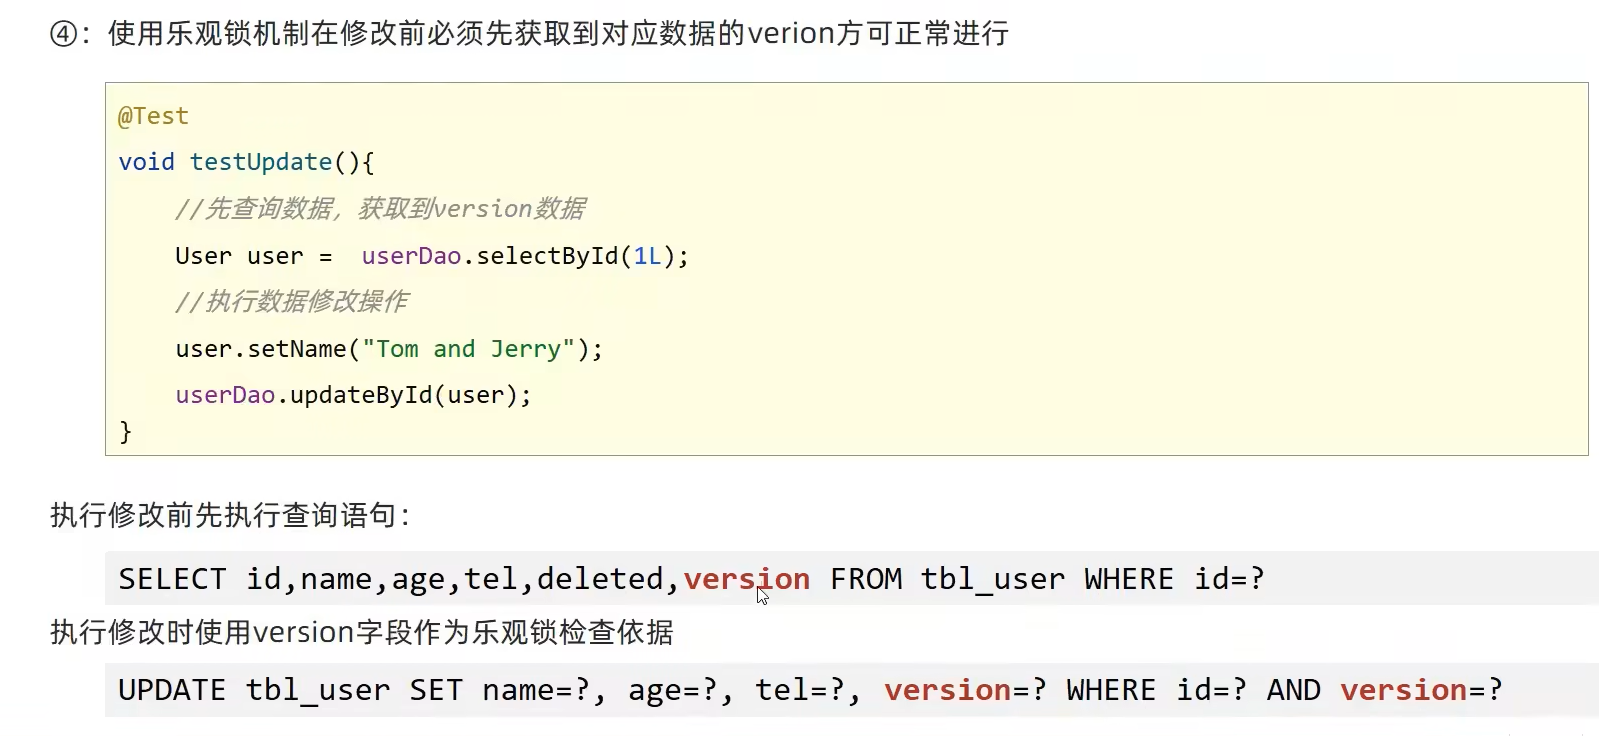 ④：使用乐观锁机制在修改前必须先获取到对应数据的verion方可正常进行
@Test
void testUpdate(){
//先查询数据，获取到version数据
User user =  userDao.selectById(1L);
//执行数据修改操作
user.setName("Tom and Jerry");
userDao.updateById(user);
}
执行修改前先执行查询语句：
SELECT id,name,age,tel,deleted,version FROM tbl_user WHERE id=?
执行修改时使用version字段作为乐观锁检查依据
UPDATE tbl_user SET name=?, age=?, tel=?, version=? WHERE id=? AND version=?